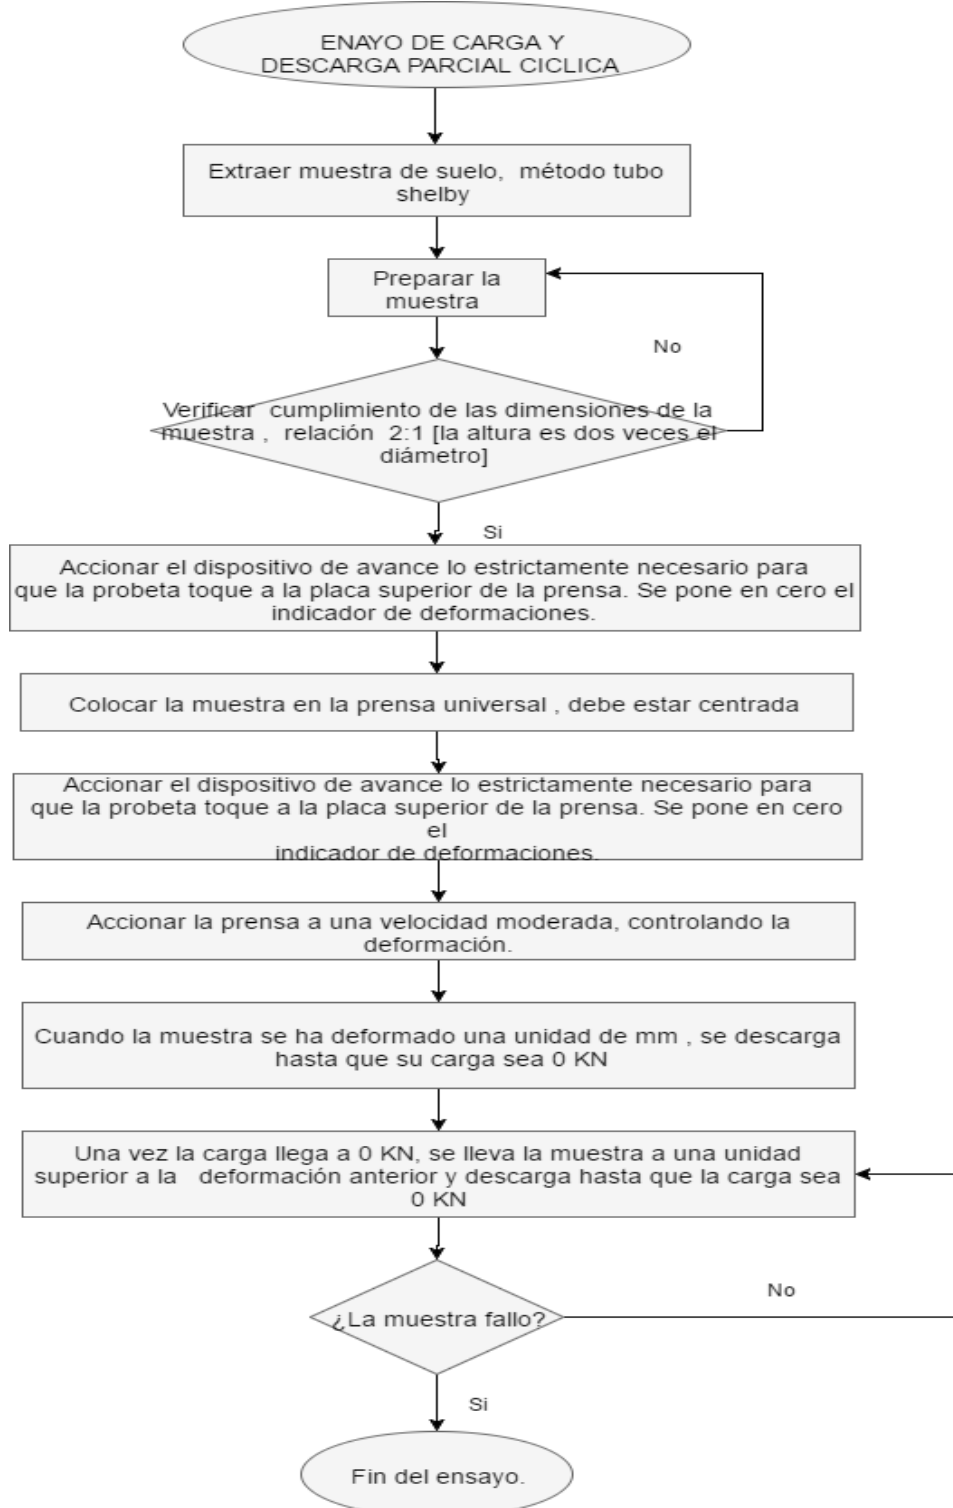 ENAYO DE CARGA Y
DESCARGA PARCIAL CICLICA
Extraer muestra de suelo, método tubo
shelby
Preparar la
muestra
No
Verificar cumplimiento de las dimensiones de la
muestra , relación 2:1 [la altura es dos veces el
diámetro]
Si
Accionar el dispositivo de avance lo estrictamente necesario para
que la probeta toque a la placa superior de la prensa. Se pone en cero el
indicador de deformaciones.
Colocar la muestra en la prensa universal , debe estar centrada
Accionar el dispositivo de avance lo estrictamente necesario para
que la probeta toque a la placa superior de la prensa. Se pone en cero
el
indicador de deformaciones.
Accionar la prensa a una velocidad moderada, controlando la
deformación.
Cuando la muestra se ha deformado una unidad de mm , se descarga
hasta que su carga sea 0 KN
Una vez la carga llega a 0 KN, se lleva la muestra a una unidad
superior a la deformación anterior y descarga hasta que la carga sea
0 KN
No
¿La muestra fallo?
Si
Fin del ensayo.